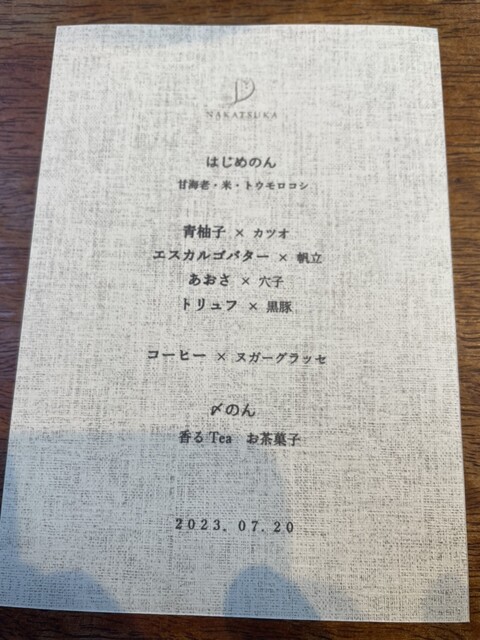 NAKATSUKA
はじめのん
甘海老・米・トウモロコシ
青柚子 × カツオ
エスカルゴバター × 帆立
あおさ × 穴子
トリュフ × 黒豚
コーヒー × ヌガーグラッセ
〆のん
香る Tea お茶菓子
2023. 07. 20